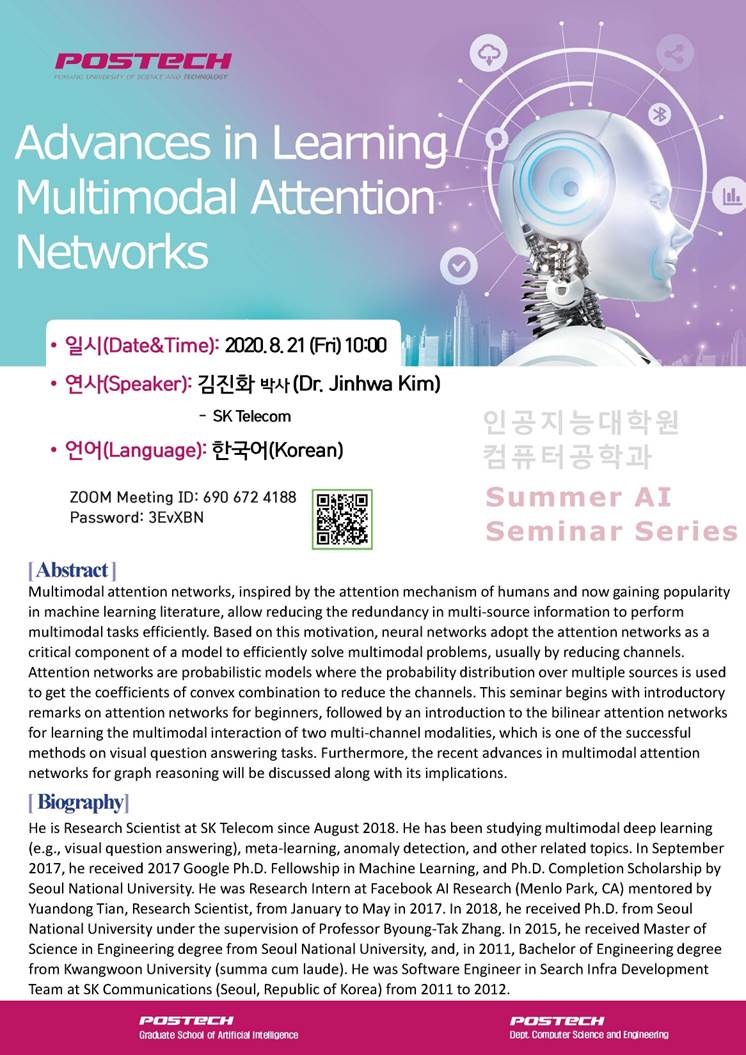 POSTECH
POHANG UNIVERSITY OF SCIENCE AND TECHNOLOGY
Advances in Learning
Multimodal Attention
Networks
• 일시(Date&Time): 2020. 8. 21 (Fri) 10:00
• 연사(Speaker): 김진화 박사 (Dr. Jinhwa Kim)
- SK Telecom
• 언어(Language): 한국어(Korean)
인공지능대학원
컴퓨터공학과
Summer AI
Seminar Series
ZOOM Meeting ID: 690 672 4188
Password: 3EvXBN
[ Abstract ]
Multimodal attention networks, inspired by the attention mechanism of humans and now gaining popularity
in machine learning literature, allow reducing the redundancy in multi-source information to perform
multimodal tasks efficiently. Based on this motivation, neural networks adopt the attention networks as a
critical component of a model to efficiently solve multimodal problems, usually by reducing channels.
Attention networks are probabilistic models where the probability distribution over multiple sources is used
to get the coefficients of convex combination to reduce the channels. This seminar begins with introductory
remarks on attention networks for beginners, followed by an introduction to the bilinear attention networks
for learning the multimodal interaction of two multi-channel modalities, which is one of the successful
methods on visual question answering tasks. Furthermore, the recent advances in multimodal attention
networks for graph reasoning will be discussed along with its implications.
[ Biography]
He is Research Scientist at SK Telecom since August 2018. He has been studying multimodal deep learning
(e.g., visual question answering), meta-learning, anomaly detection, and other related topics. In September
2017, he received 2017 Google Ph.D. Fellowship in Machine Learning, and Ph.D. Completion Scholarship by
Seoul National University. He was Research Intern at Facebook AI Research (Menlo Park, CA) mentored by
Yuandong Tian, Research Scientist, from January to May in 2017. In 2018, he received Ph.D. from Seoul
National University under the supervision of Professor Byoung-Tak Zhang. In 2015, he received Master of
Science in Engineering degree from Seoul National University, and, in 2011, Bachelor of Engineering degree
from Kwangwoon University (summa cum laude). He was Software Engineer in Search Infra Development
Team at SK Communications (Seoul, Republic of Korea) from 2011 to 2012.
POSTECH
Graduate School of Artificial Intelligence
POSTECH
Dept. Computer Science and Engineering